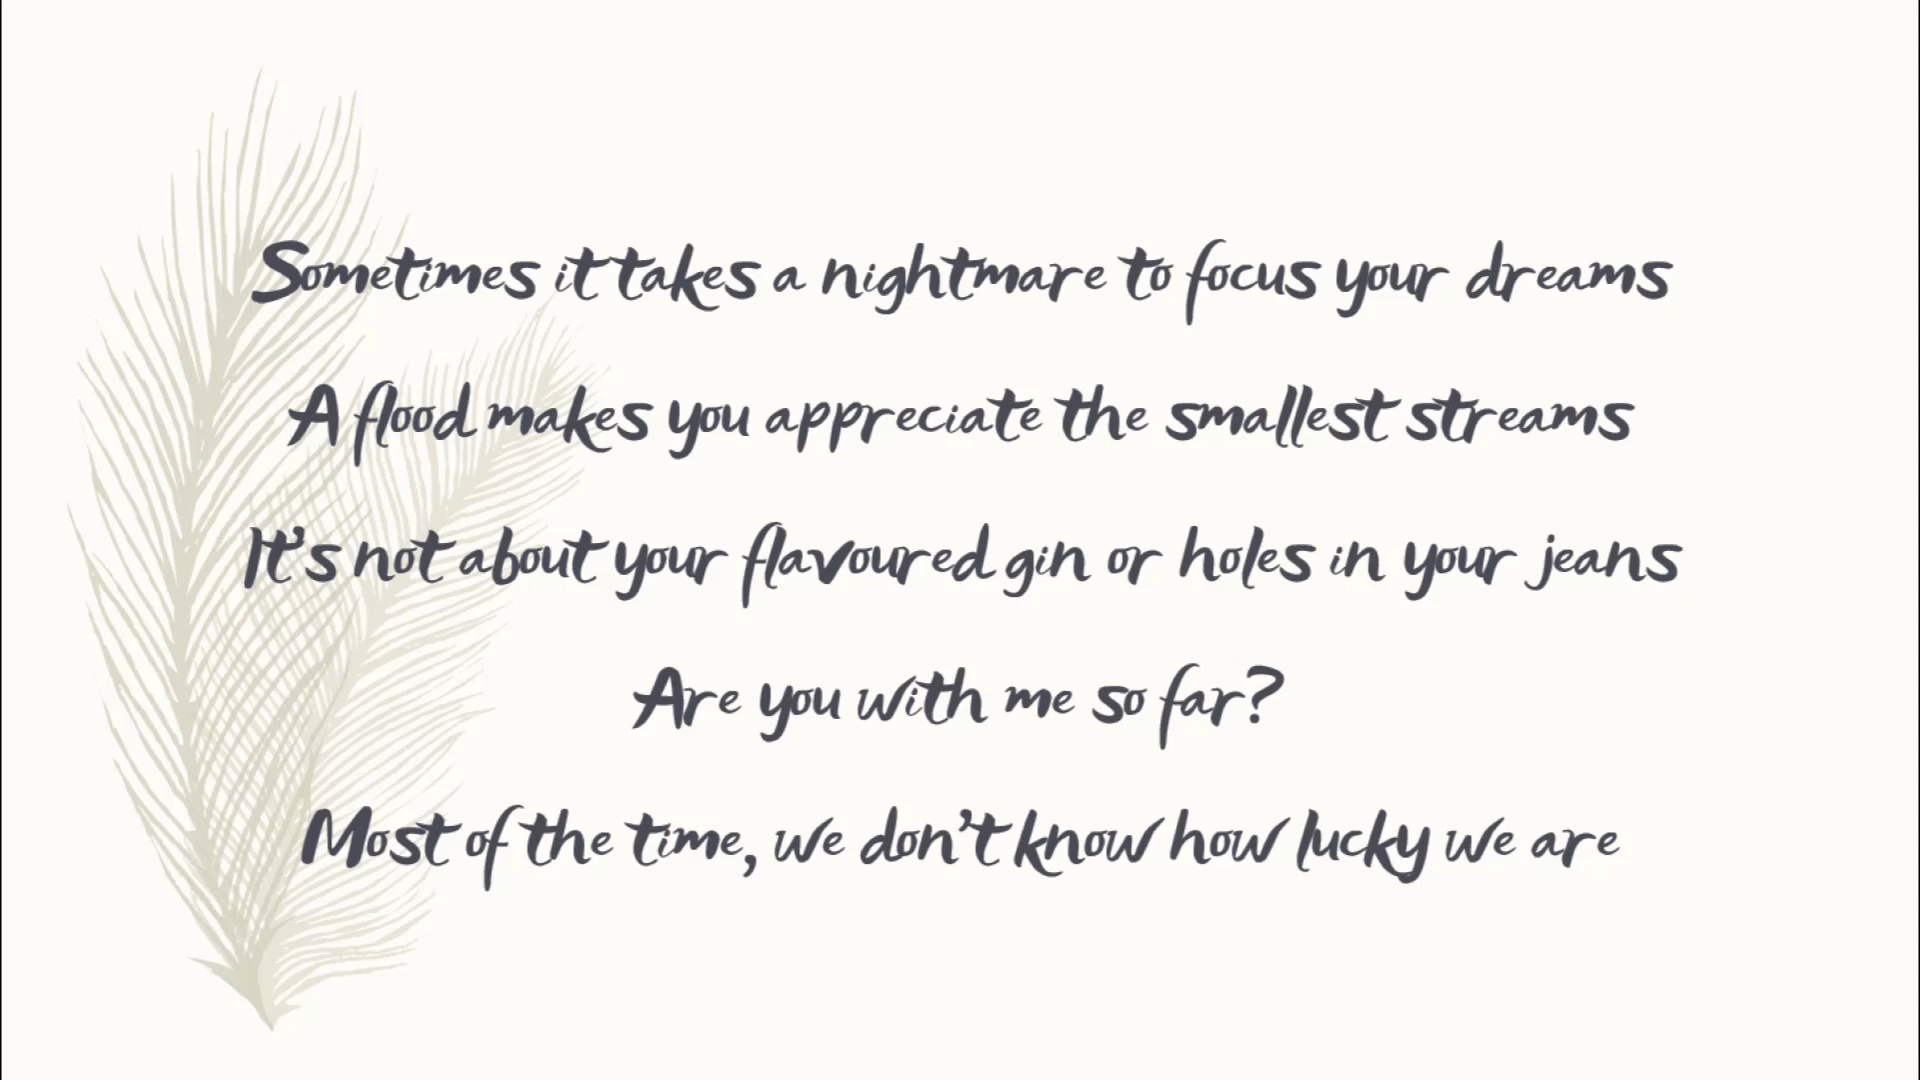 Sometimes it takes a nightmare to focus your dreams
A flood makes you appreciate the smallest streams
It's not about your flavoured gin or holes in your jeans
Are you with me so far?
Most of the time, we don't know how lucky we are